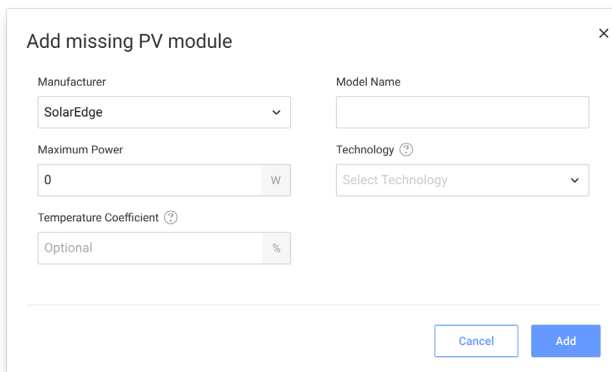 Add missing PV module
Manufacturer
Model Name
SolarEdge
Maximum Power
Technology ?
0 W
Select Technology
Temperature Coefficient ?
Optional %
Cancel
Add